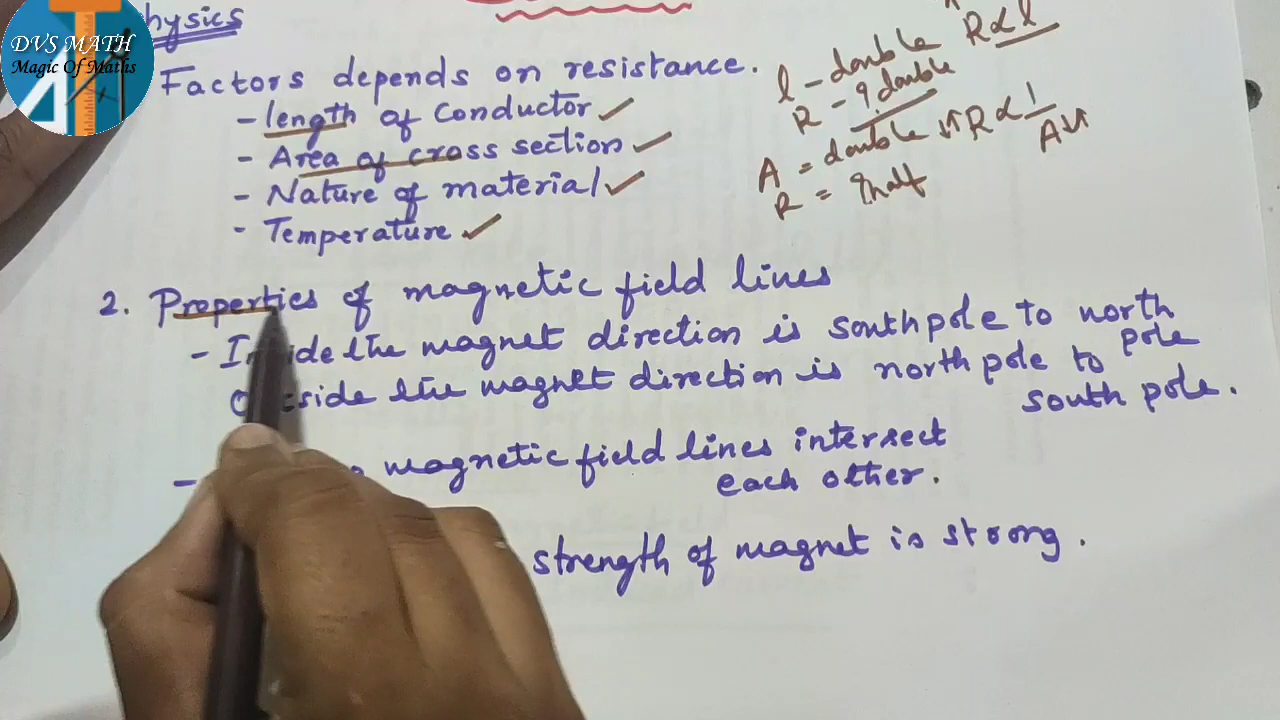 hysics
DVS MATH
Magic Of Maths
Factors depends on resistance.
- length of conductor ✓
- Area of cross section ✓
- Nature of material ✓
- Temperature ✓
l - double R ∝ l
R - double
A = double ↓↑ R ∝ 1/A ↓↑
R = half
2. Properties of magnetic field lines
- Inside the magnet direction is south pole to north pole
side the magnet direction is north pole to south pole.
- magnetic field lines intersect
each other.
strength of magnet is strong.